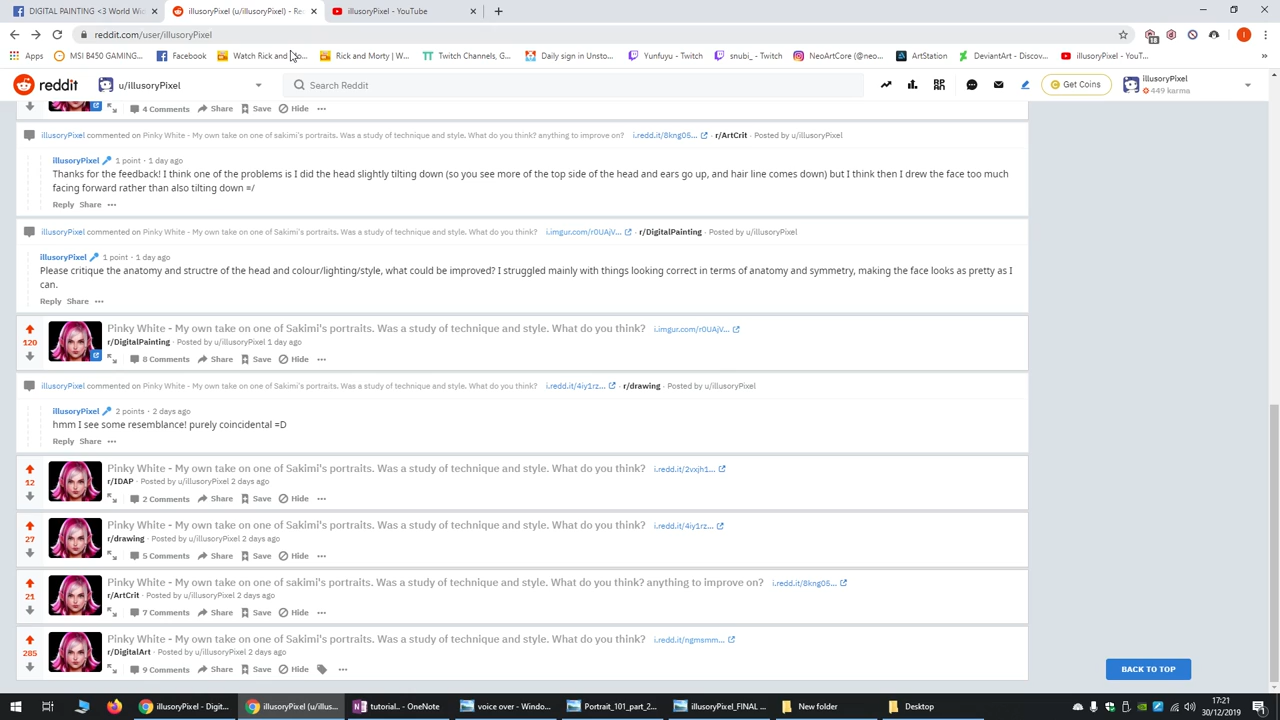 DIGITAL PAINTING <3 World Wi
illusoryPixel (u/illusoryPixel) - Re
illusoryPixel - YouTube
reddit.com/user/illusoryPixel
Apps
MSI B450 GAMING...
Facebook
Watch Rick and Mo...
Rick and Morty | W...
Twitch Channels, G...
Daily sign in - Unsto...
Yunfuyu - Twitch
snubi_ - Twitch
NeoArtCore (@neo...
ArtStation
DeviantArt - Discov...
illusoryPixel - YouT...
»
reddit
u/illusoryPixel
Search Reddit
Get Coins
illusoryPixel
449 karma
4 Comments Share Hide
illusoryPixel commented on Pinky White - My own take on one of sakimi's portraits. Was a study of technique and style. What do you think? anything to improve on? i.redd.it/8kng05... r/ArtCrit · Posted by u/illusoryPixel
illusoryPixel 1 point · 1 day ago
Thanks for the feedback! I think one of the problems is I did the head slightly tilting down (so you see more of the top side of the head and ears go up, and hair line comes down) but I think then I drew the face too much
facing forward rather than also tilting down =/
Reply Share
illusoryPixel commented on Pinky White - My own take on one of Sakimi's portraits. Was a study of technique and style. What do you think? i.imgur.com/r0UAjV... · r/DigitalPainting · Posted by u/illusoryPixel
illusoryPixel 1 point · 1 day ago
Please critique the anatomy and structre of the head and colour/lighting/style, what could be improved? I struggled mainly with things looking correct in terms of anatomy and symmetry, making the face looks as pretty as I
can.
Reply Share
Pinky White - My own take on one of Sakimi's portraits. Was a study of technique and style. What do you think? i.imgur.com/r0UAjV...
120
r/DigitalPainting · Posted by u/illusoryPixel 1 day ago
8 Comments Share Save Hide
illusoryPixel commented on Pinky White - My own take on one of Sakimi's portraits. Was a study of technique and style. What do you think? i.redd.it/4iy1rz... · r/drawing · Posted by u/illusoryPixel
illusoryPixel 2 points · 2 days ago
hmm I see some resemblance! purely coincidental =D
Reply Share
Pinky White - My own take on one of Sakimi's portraits. Was a study of technique and style. What do you think? i.redd.it/2vxjh1...
12
r/IDAP · Posted by u/illusoryPixel 2 days ago
2 Comments Share Save Hide
Pinky White - My own take on one of Sakimi's portraits. Was a study of technique and style. What do you think? i.redd.it/4iy1rz...
27
r/drawing · Posted by u/illusoryPixel 2 days ago
5 Comments Share Save Hide
Pinky White - My own take on one of sakimi's portraits. Was a study of technique and style. What do you think? anything to improve on? i.redd.it/8kng05...
21
r/ArtCrit · Posted by u/illusoryPixel 2 days ago
7 Comments Share Save Hide
Pinky White - My own take on one of Sakimi's portraits. Was a study of technique and style. What do you think? i.redd.it/ngmsmm...
285
r/DigitalArt · Posted by u/illusoryPixel 2 days ago
9 Comments Share Save Hide
BACK TO TOP
illusoryPixel - Digit...
illusoryPixel (u/illus...
tutorial.. - OneNote
voice over - Windo...
Portrait_101_part_2...
illusoryPixel_FINAL ...
New folder
Desktop
17:21
30/12/2019